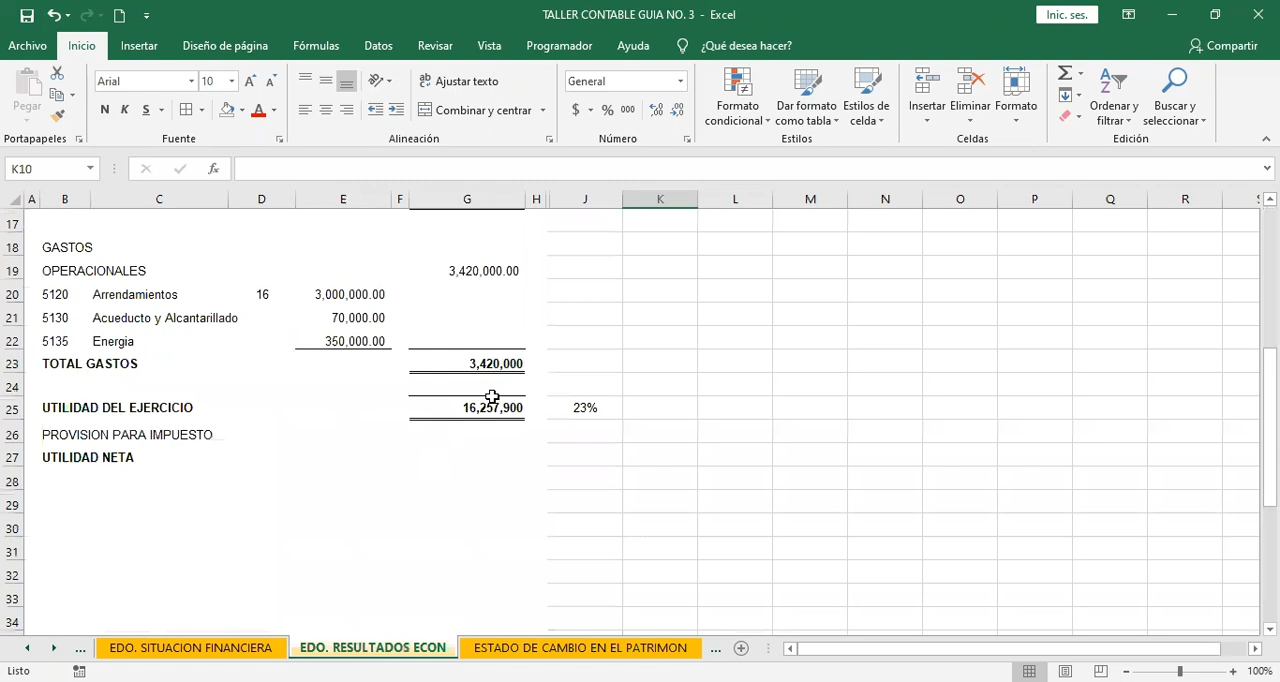 TALLER CONTABLE GUIA NO. 3 - Excel
Inic. ses.
Archivo Inicio Insertar Diseño de página Fórmulas Datos Revisar Vista Programador Ayuda ¿Qué desea hacer? Compartir
Pegar
Arial 10
N K S
Ajustar texto
Combinar y centrar
General
$ % 000
Formato condicional
Dar formato como tabla
Estilos de celda
Insertar Eliminar Formato
Ordenar y filtrar
Buscar y seleccionar
Portapapeles Fuente Alineación Número Estilos Celdas Edición
K10 fx
A B C D E F G H J K L M N O P Q R S
17
18 GASTOS
19 OPERACIONALES 3,420,000.00
20 5120 Arrendamientos 16 3,000,000.00
21 5130 Acueducto y Alcantarillado 70,000.00
22 5135 Energia 350,000.00
23 TOTAL GASTOS 3,420,000
24
25 UTILIDAD DEL EJERCICIO 16,257,900 23%
26 PROVISION PARA IMPUESTO
27 UTILIDAD NETA
28
29
30
31
32
33
34
... EDO. SITUACION FINANCIERA EDO. RESULTADOS ECON ESTADO DE CAMBIO EN EL PATRIMON ...
Listo 100%